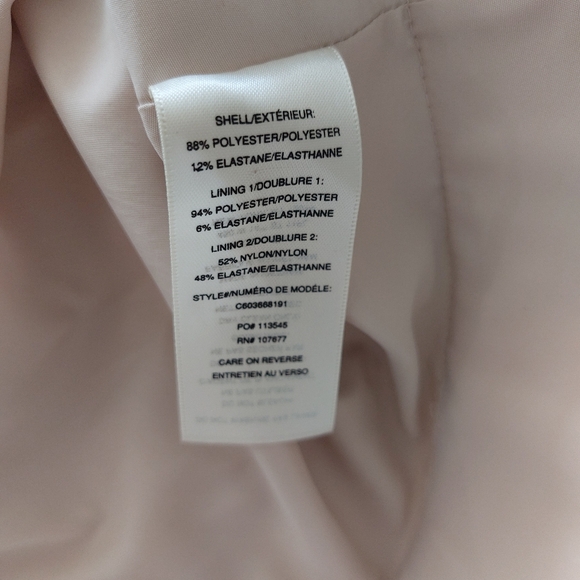 SHELL/EXTÉRIEUR:
88% POLYESTER/POLYESTER
12% ELASTANE/ELASTHANNE
LINING 1/DOUBLURE 1:
94% POLYESTER/POLYESTER
6% ELASTANE/ELASTHANNE
LINING 2/DOUBLURE 2:
52% NYLON/NYLON
48% ELASTANE/ELASTHANNE
STYLE#/NUMÉRO DE MODÉLE:
C603668191
PO# 113545
RN# 107677
CARE ON REVERSE
ENTRETIEN AU VERSO